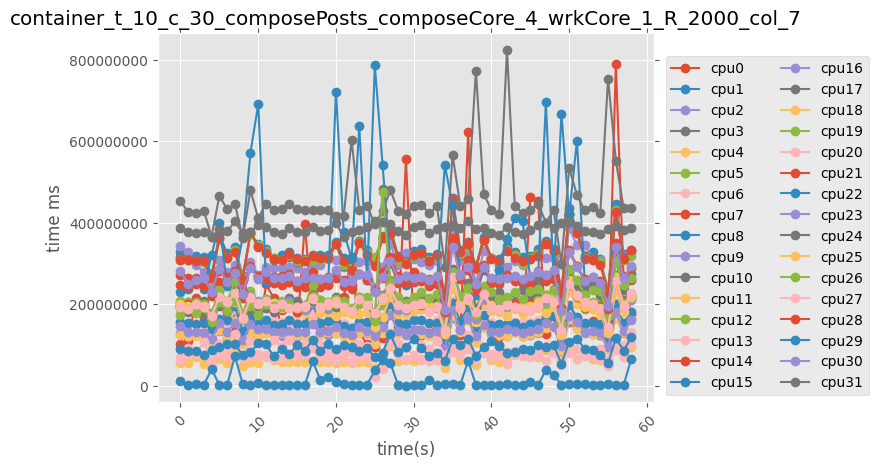 container_t_10_c_30_composePosts_composeCore_4_wrkCore_1_R_2000_col_7
800000000
600000000
400000000
200000000
0
time ms
0 10 20 30 40 50 60
time(s)
cpu0 cpu16
cpu1 cpu17
cpu2 cpu18
cpu3 cpu19
cpu4 cpu20
cpu5 cpu21
cpu6 cpu22
cpu7 cpu23
cpu8 cpu24
cpu9 cpu25
cpu10 cpu26
cpu11 cpu27
cpu12 cpu28
cpu13 cpu29
cpu14 cpu30
cpu15 cpu31